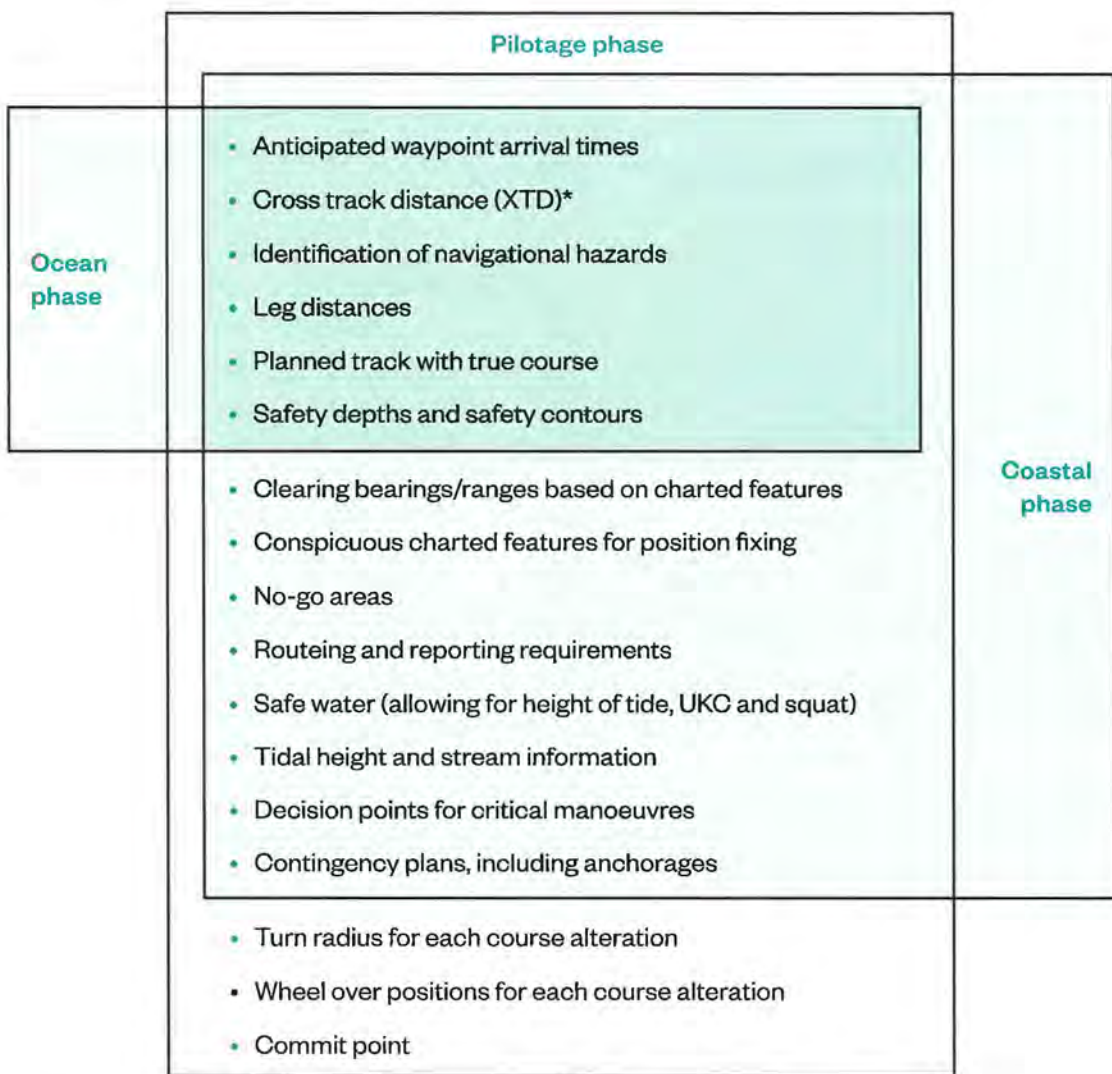 Pilotage phase
• Anticipated waypoint arrival times
• Cross track distance (XTD)*
• Identification of navigational hazards
Ocean
phase
• Leg distances
• Planned track with true course
• Safety depths and safety contours
• Clearing bearings/ranges based on charted features
Coastal
phase
• Conspicuous charted features for position fixing
• No-go areas
• Routeing and reporting requirements
• Safe water (allowing for height of tide, UKC and squat)
• Tidal height and stream information
• Decision points for critical manoeuvres
• Contingency plans, including anchorages
• Turn radius for each course alteration
• Wheel over positions for each course alteration
• Commit point